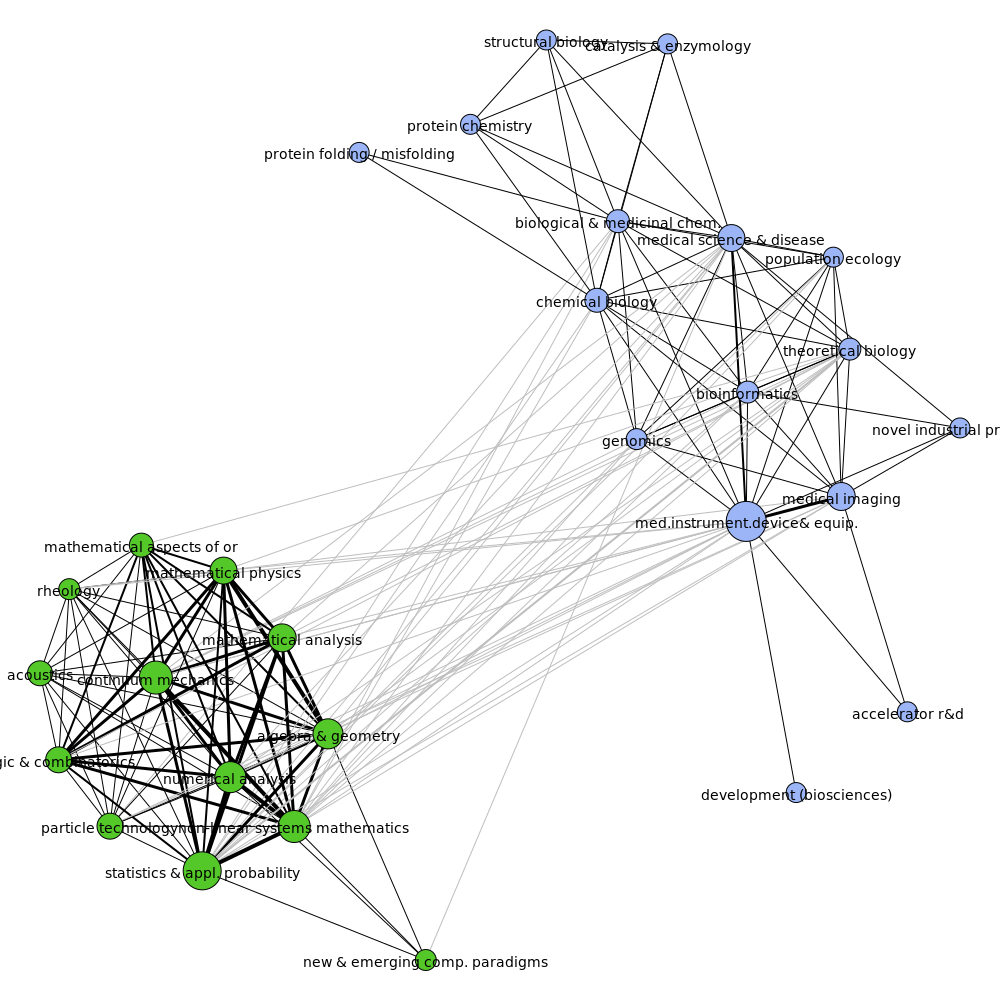 structural biology
catalysis & enzymology
protein chemistry
protein folding / misfolding
biological & medicinal chem.
medical science & disease
population ecology
chemical biology
theoretical biology
bioinformatics
novel industrial pr
genomics
medical imaging
med.instrument.device& equip.
mathematical aspects of or
mathematical physics
rheology
mathematical analysis
acoustics
continuum mechanics
accelerator r&d
algebra & geometry
gic & combinatorics
numerical analysis
development (biosciences)
particle technology
non-linear systems mathematics
statistics & appl. probability
new & emerging comp. paradigms